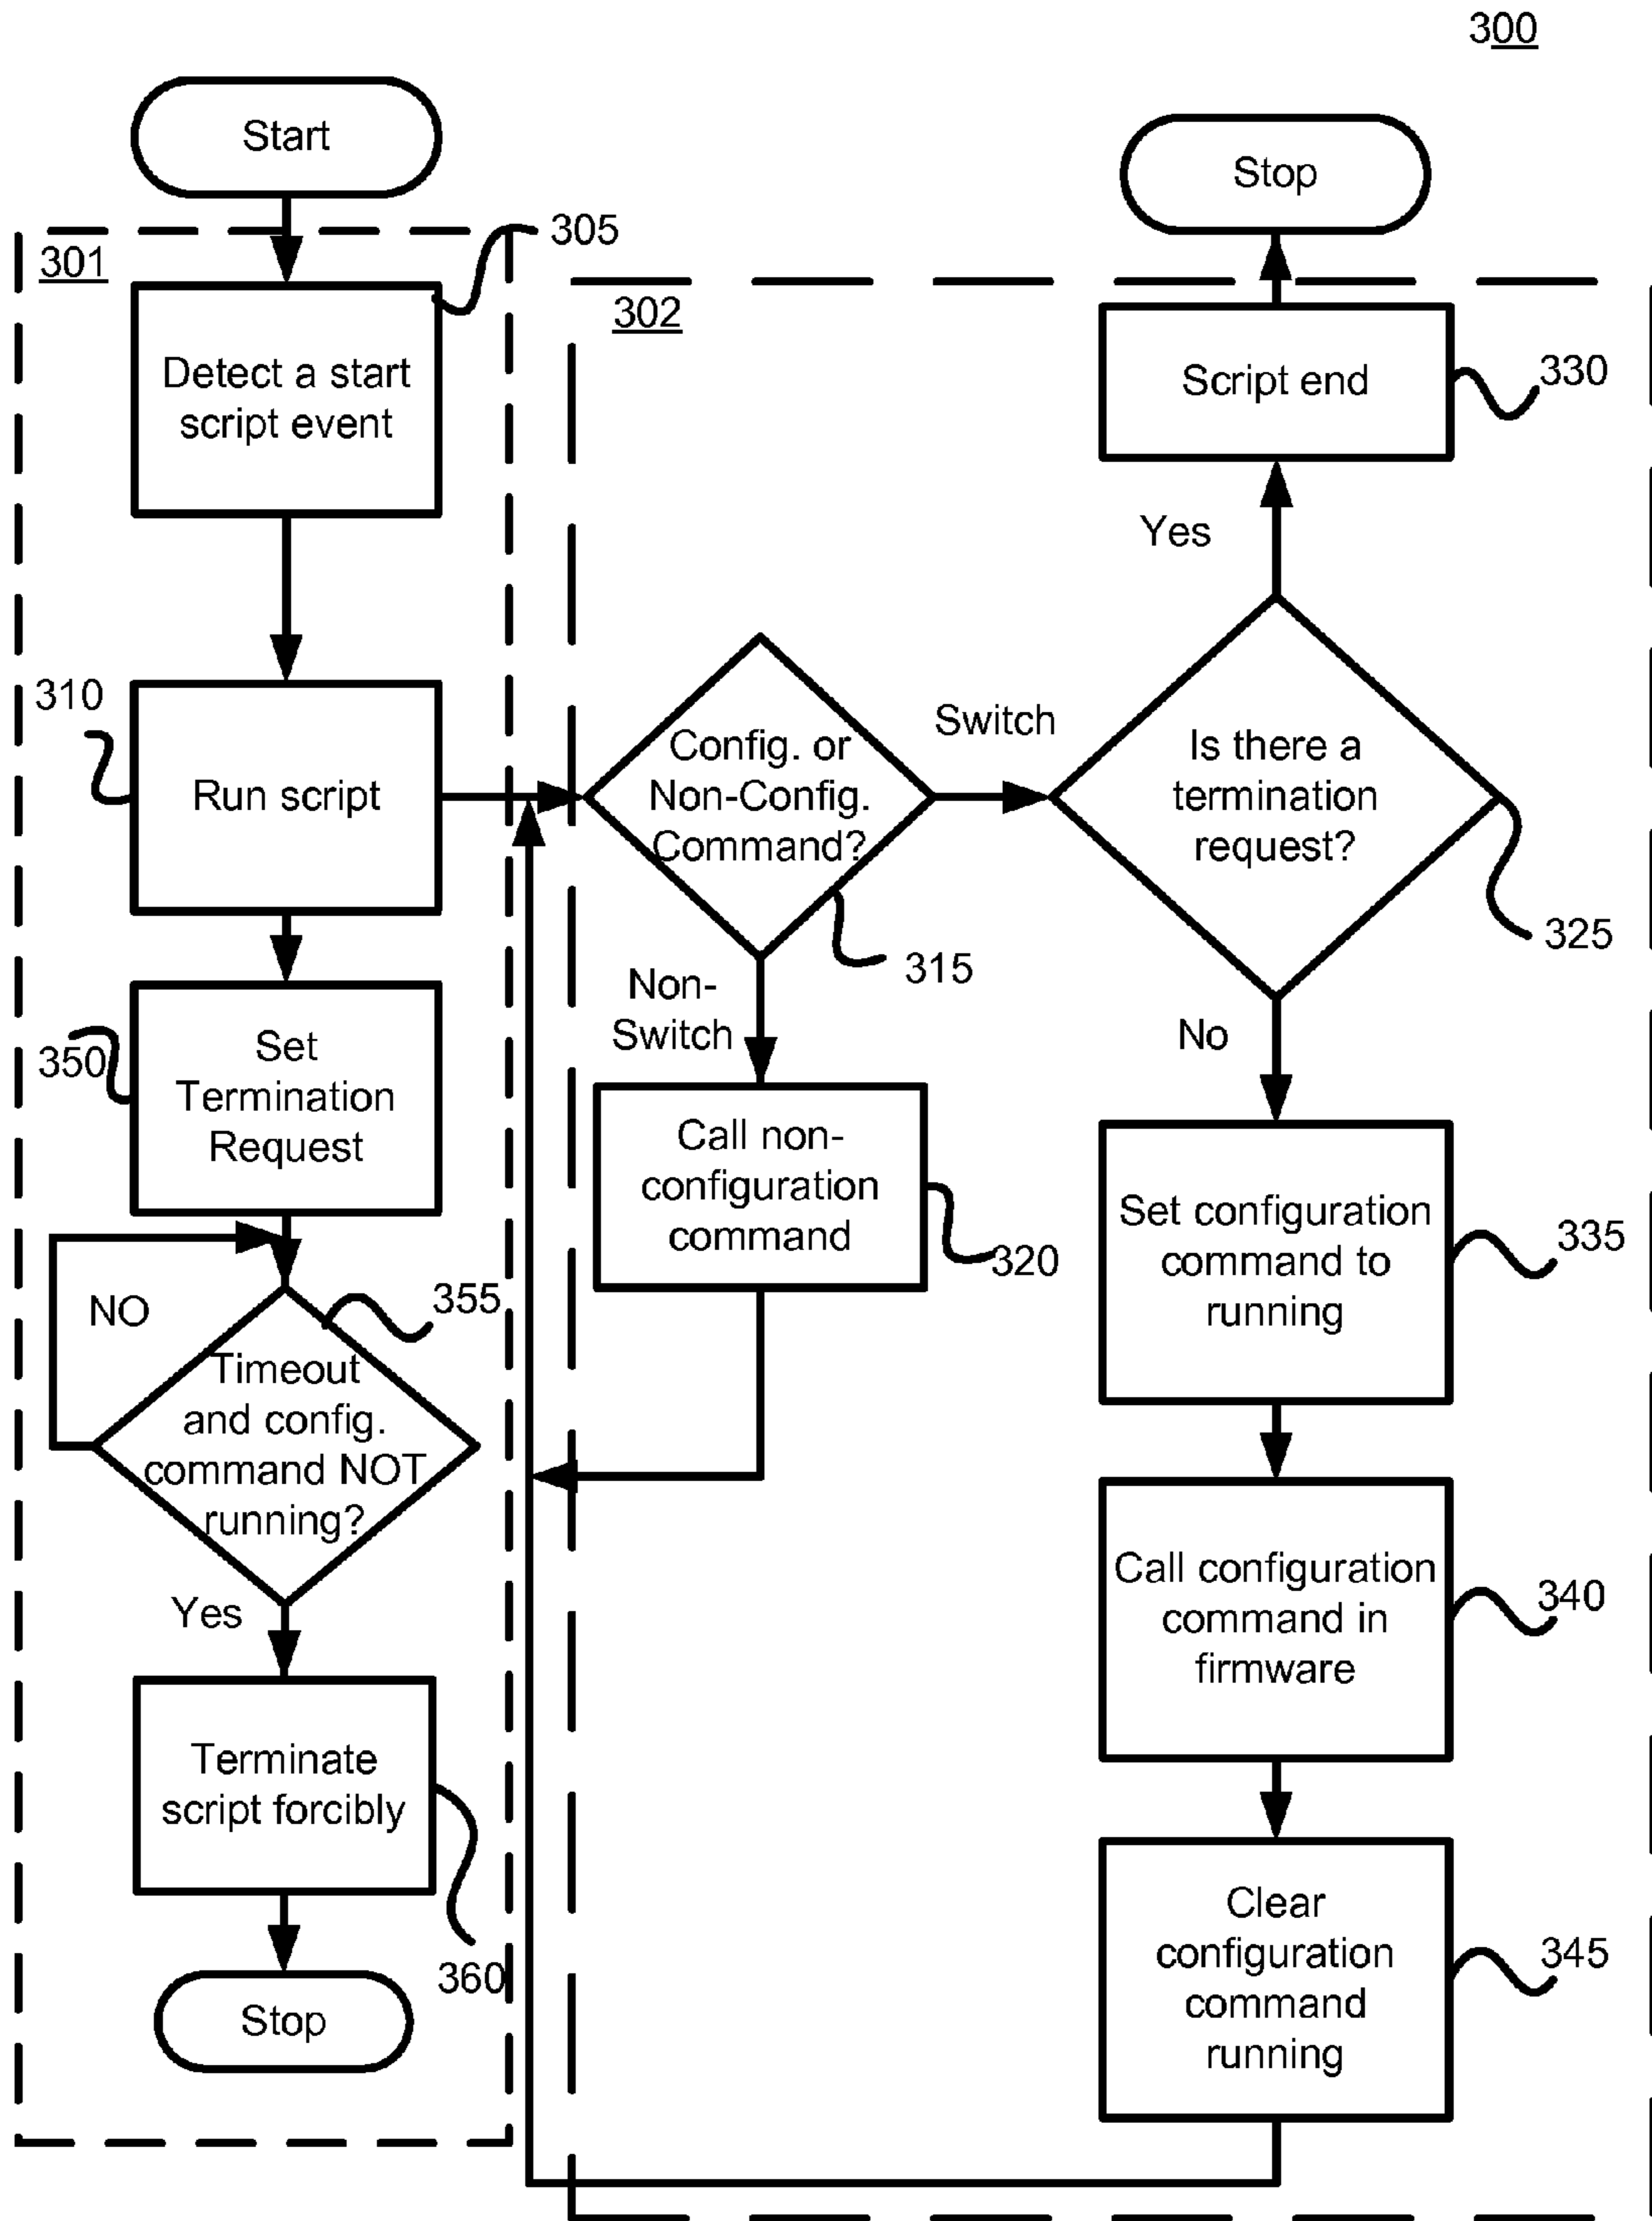 300
Start
Stop
301
305
302
Detect a start
script event
Script end
330
Yes
310
Run script
Config. or
Non-Config.
Command?
Switch
Is there a
termination
request?
325
315
Non-
Switch
No
350
Set
Termination
Request
Call non-
configuration
command
320
Set configuration
command to
running
335
NO
355
Timeout
and config.
command NOT
running?
Yes
Call configuration
command in
firmware
340
Terminate
script forcibly
360
Clear
configuration
command
running
345
Stop